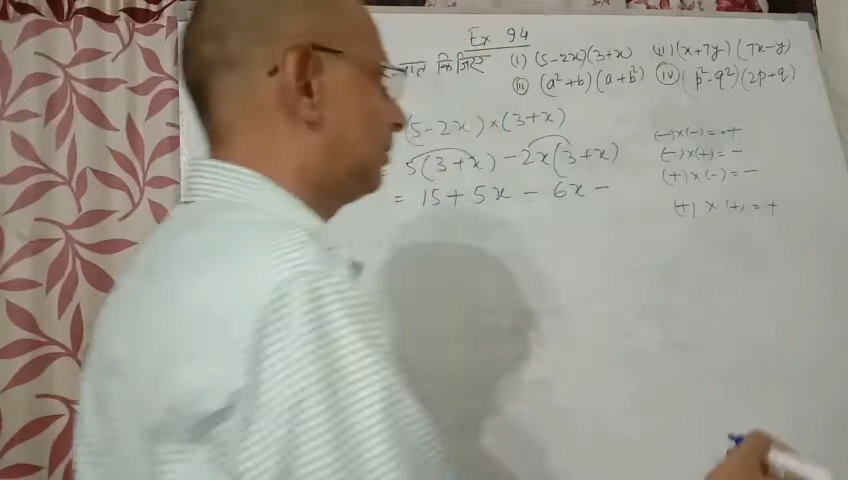 Ex 94
ज्ञात कीजिए (i) (5-2x)(3+x) (ii) (x+7y)(7x-y)
(iii) (a²+b)(a+b²) (iv) (p²-q²)(2p+q)
(5-2x)×(3+x)
5(3+x) -2x(3+x)
= 15+5x - 6x -
(-)×(-) = +
(-)×(+) = -
(+)×(-) = -
(+)×(+) = +